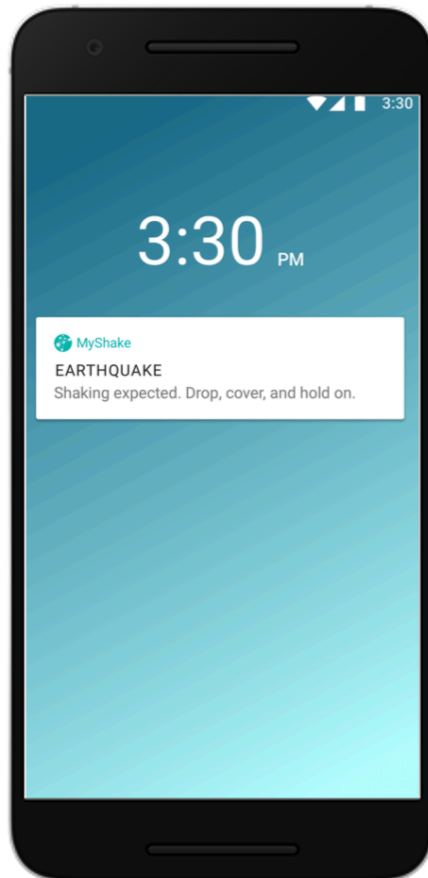 3:30
3:30 PM
MyShake
EARTHQUAKE
Shaking expected. Drop, cover, and hold on.